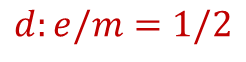 d: e/m = 1/2